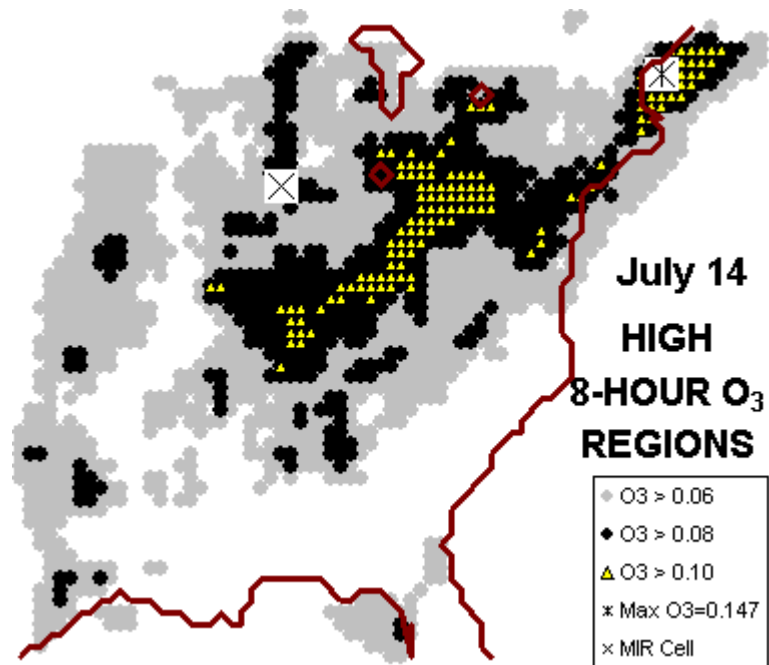 July 14
HIGH
8-HOUR O₃
REGIONS
O3 > 0.06
O3 > 0.08
O3 > 0.10
Max O3=0.147
MIR Cell